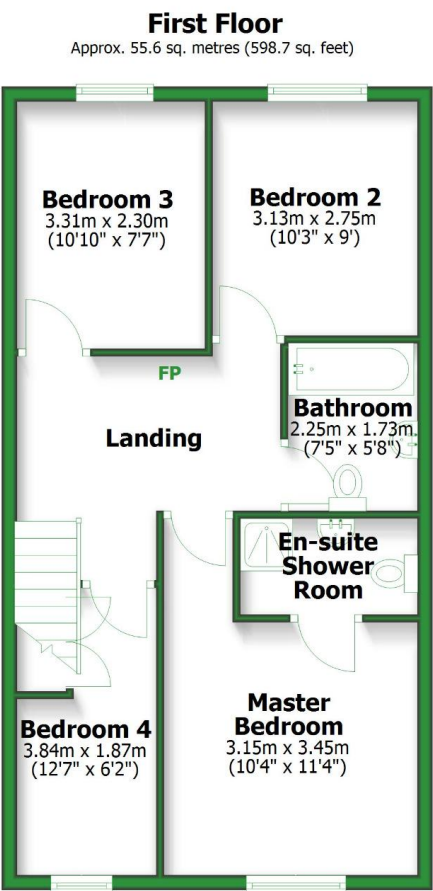 First Floor
Approx. 55.6 sq. metres (598.7 sq. feet)
Bedroom 3
3.31m x 2.30m
(10'10" x 7'7")
Bedroom 2
3.13m x 2.75m
(10'3" x 9')
FP
Landing
Bathroom
2.25m x 1.73m
(7'5" x 5'8")
En-suite
Shower
Room
Bedroom 4
3.84m x 1.87m
(12'7" x 6'2")
Master
Bedroom
3.15m x 3.45m
(10'4" x 11'4")